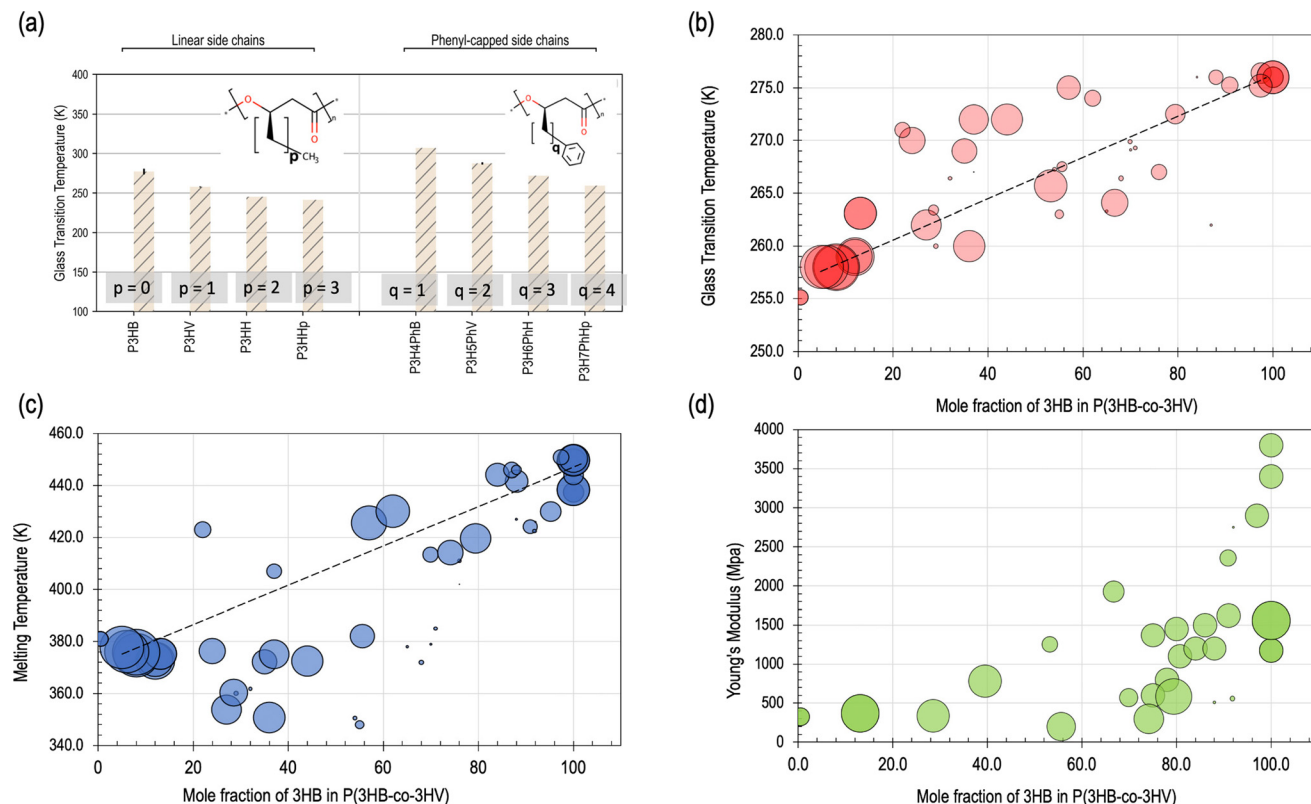 (a)
Linear side chains
Phenyl-capped side chains
Glass Transition Temperature (K)
400
350
300
250
200
150
100
O
O
n
p
CH3
O
O
n
q
p = 0
p = 1
p = 2
p = 3
q = 1
q = 2
q = 3
q = 4
P3HB
P3HV
P3HH
P3HHp
P3H4PhB
P3H5PhV
P3H6PhH
P3H7PhHp
(b)
Glass Transition Temperature (K)
280.0
275.0
270.0
265.0
260.0
255.0
250.0
0 20 40 60 80 100
Mole fraction of 3HB in P(3HB-co-3HV)
(c)
Melting Temperature (K)
460.0
440.0
420.0
400.0
380.0
360.0
340.0
0 20 40 60 80 100
Mole fraction of 3HB in P(3HB-co-3HV)
(d)
Young's Modulus (Mpa)
4000
3500
3000
2500
2000
1500
1000
500
0
0.0 20.0 40.0 60.0 80.0 100.0
Mole fraction of 3HB in P(3HB-co-3HV)